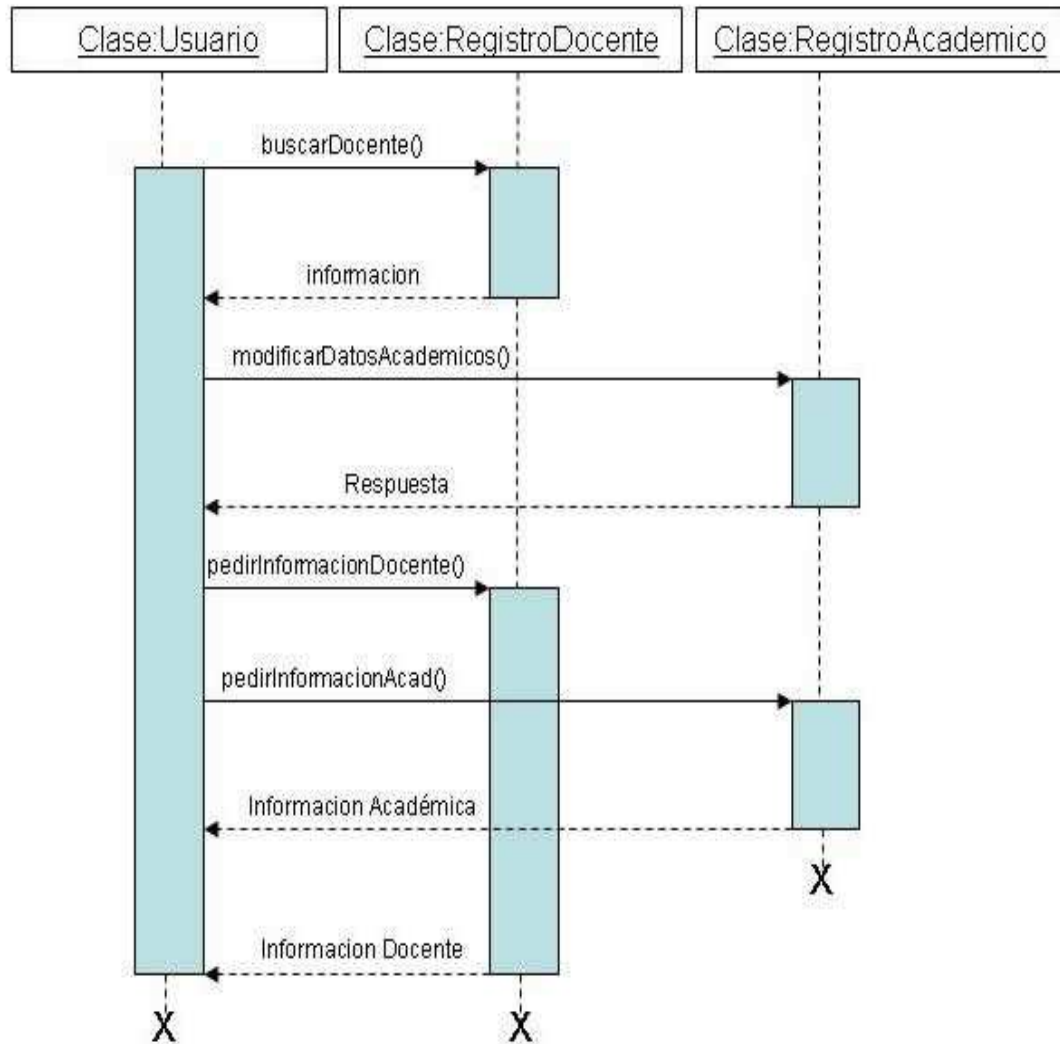 Clase:Usuario
Clase:RegistroDocente
Clase:RegistroAcademico
buscarDocente()
informacion
modificarDatosAcademicos()
Respuesta
pedirInformacionDocente()
pedirInformacionAcad()
Informacion Académica
X
Informacion Docente
X
X